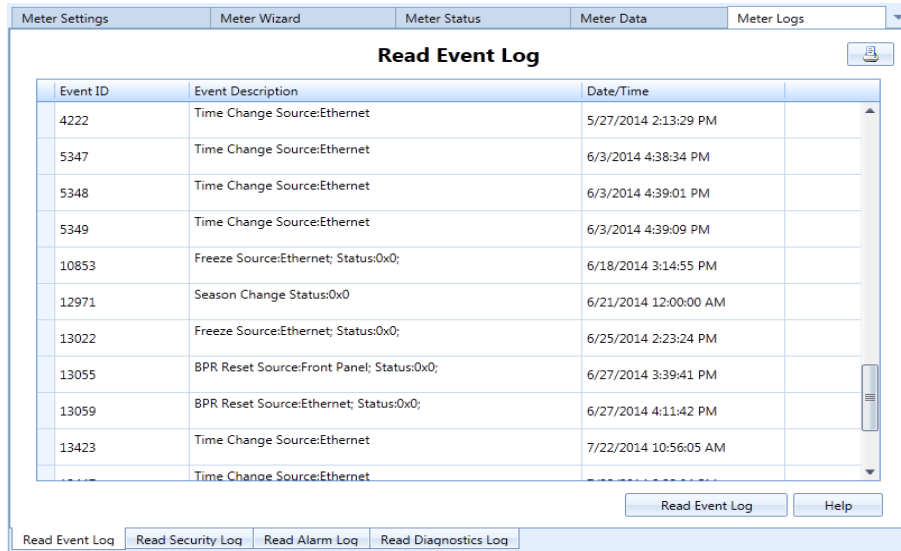 Meter Settings Meter Wizard Meter Status Meter Data Meter Logs
Read Event Log
Event ID Event Description Date/Time
4222 Time Change Source:Ethernet 5/27/2014 2:13:29 PM
5347 Time Change Source:Ethernet 6/3/2014 4:38:34 PM
5348 Time Change Source:Ethernet 6/3/2014 4:39:01 PM
5349 Time Change Source:Ethernet 6/3/2014 4:39:09 PM
10853 Freeze Source:Ethernet; Status:0x0; 6/18/2014 3:14:55 PM
12971 Season Change Status:0x0 6/21/2014 12:00:00 AM
13022 Freeze Source:Ethernet; Status:0x0; 6/25/2014 2:23:24 PM
13055 BPR Reset Source:Front Panel; Status:0x0; 6/27/2014 3:39:41 PM
13059 BPR Reset Source:Ethernet; Status:0x0; 6/27/2014 4:11:42 PM
13423 Time Change Source:Ethernet 7/22/2014 10:56:05 AM
Time Change Source:Ethernet
Read Event Log Help
Read Event Log Read Security Log Read Alarm Log Read Diagnostics Log